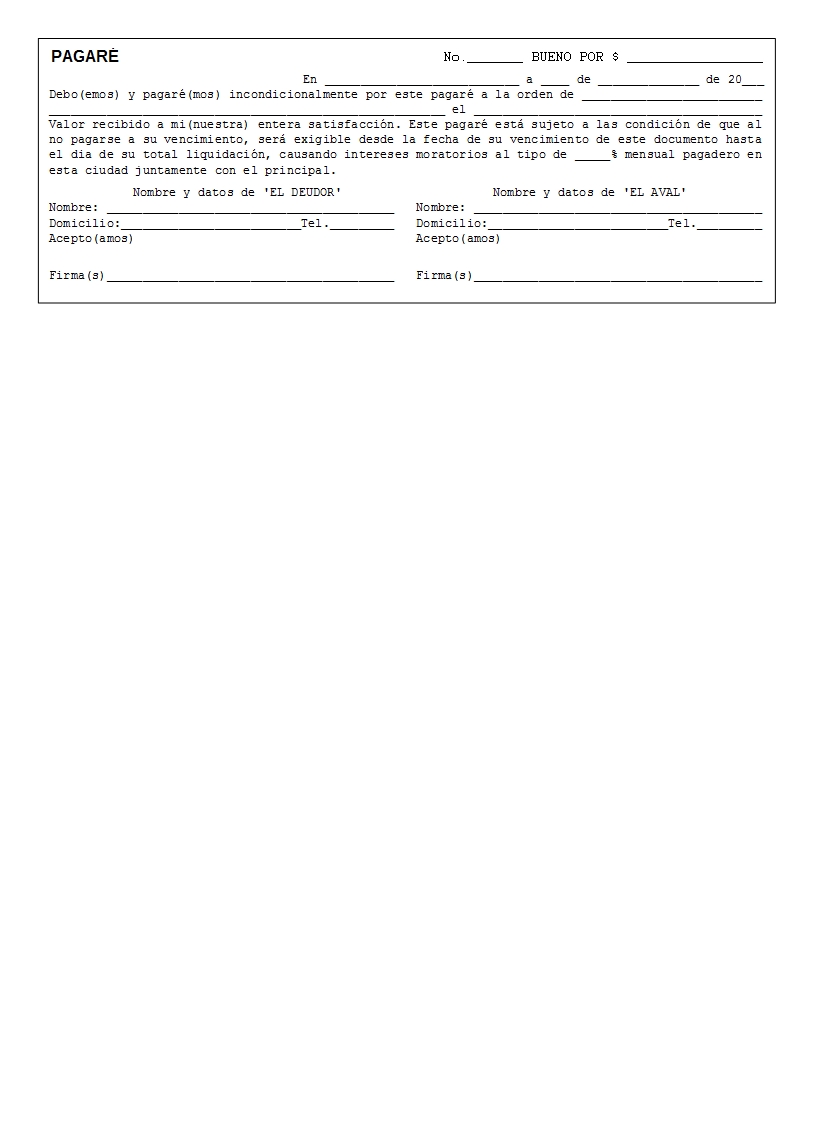 PAGARÉ No.________ BUENO POR $ ___________________
En ___________________________ a ____ de ______________ de 20___
Debo(emos) y pagaré(mos) incondicionalmente por este pagaré a la orden de _________________________
_______________________________________________________ el ________________________________________
Valor recibido a mi(nuestra) entera satisfacción. Este pagaré está sujeto a las condición de que al
no pagarse a su vencimiento, será exigible desde la fecha de su vencimiento de este documento hasta
el dia de su total liquidación, causando intereses moratorios al tipo de _____% mensual pagadero en
esta ciudad juntamente con el principal.
Nombre y datos de 'EL DEUDOR' Nombre y datos de 'EL AVAL'
Nombre: ________________________________________ Nombre: ________________________________________
Domicilio:_________________________Tel._________ Domicilio:_________________________Tel._________
Acepto(amos) Acepto(amos)
Firma(s)________________________________________ Firma(s)________________________________________